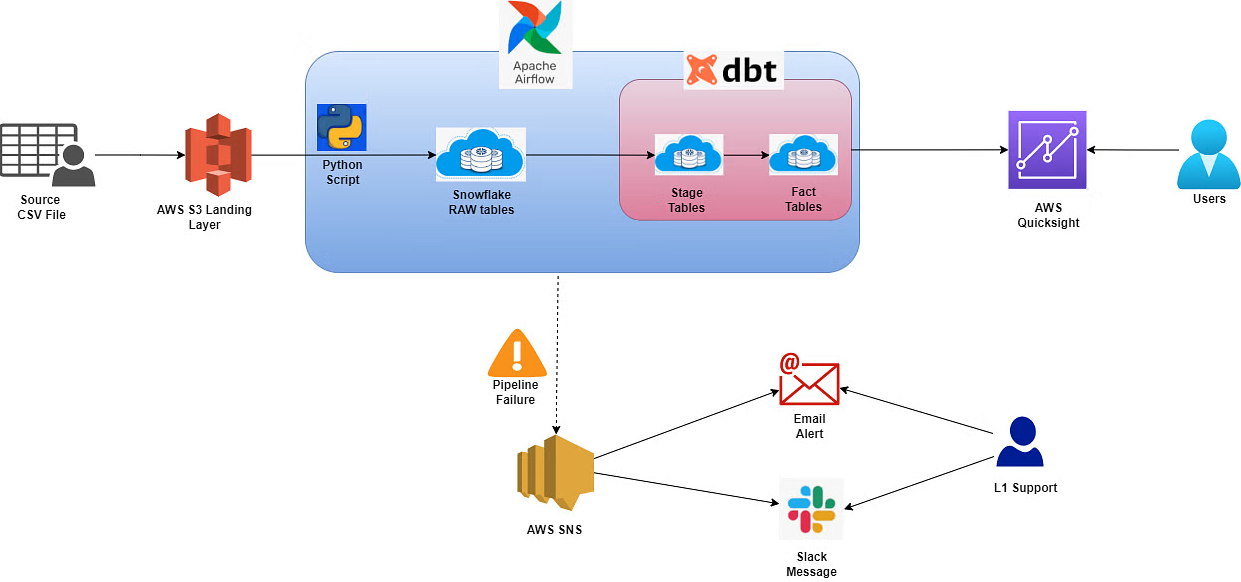 Apache
Airflow
dbt
Python
Script
Source
CSV File
AWS S3 Landing
Layer
Snowflake
RAW tables
Stage
Tables
Fact
Tables
AWS
Quicksight
Users
Pipeline
Failure
@
Email
Alert
AWS SNS
L1 Support
Slack
Message